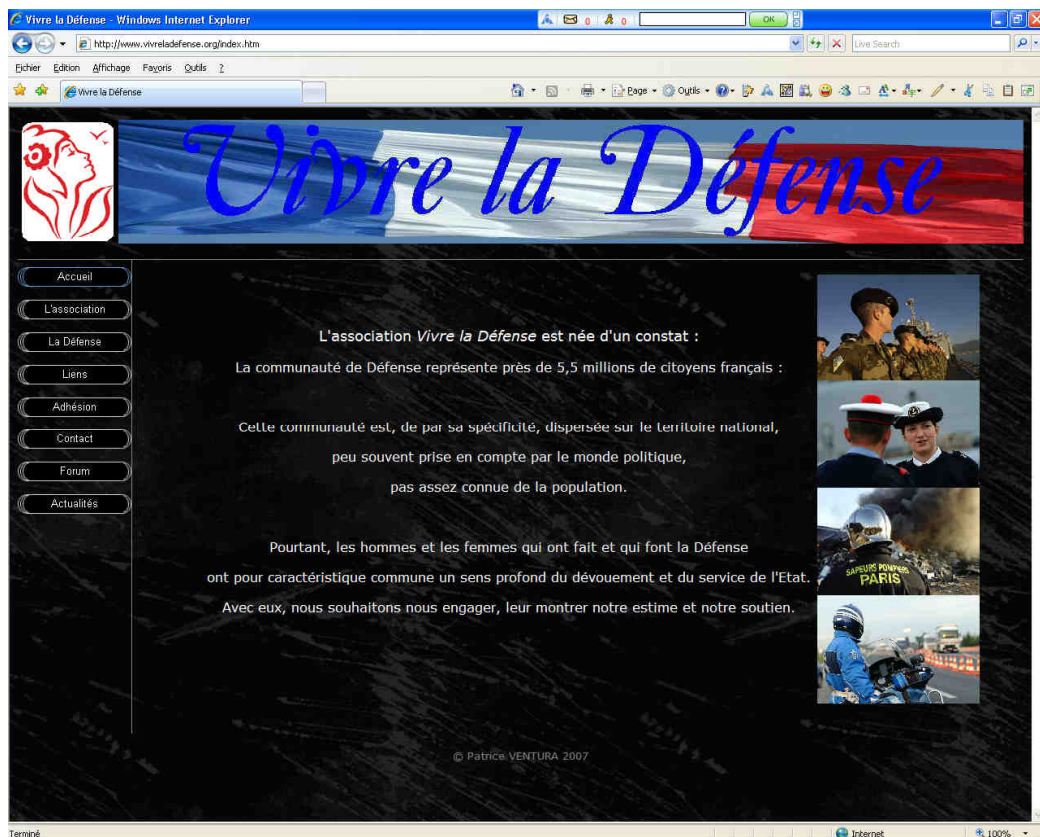 Vivre la Défense - Windows Internet Explorer
0 0 OK
http://www.vivreladefense.org/index.htm
Live Search
Fichier Edition Affichage Favoris Outils ?
Vivre la Défense
Page Outils
Vivre la Défense
Accueil
L'association
La Défense
Liens
Adhésion
Contact
Forum
Actualités
L'association Vivre la Défense est née d'un constat :
La communauté de Défense représente près de 5,5 millions de citoyens français :
Cette communauté est, de par sa spécificité, dispersée sur le territoire national,
peu souvent prise en compte par le monde politique,
pas assez connue de la population.
Pourtant, les hommes et les femmes qui ont fait et qui font la Défense
ont pour caractéristique commune un sens profond du dévouement et du service de l'Etat.
Avec eux, nous souhaitons nous engager, leur montrer notre estime et notre soutien.
SAPEURS POMPIERS
PARIS
© Patrice VENTURA 2007
Terminé
Internet
100%